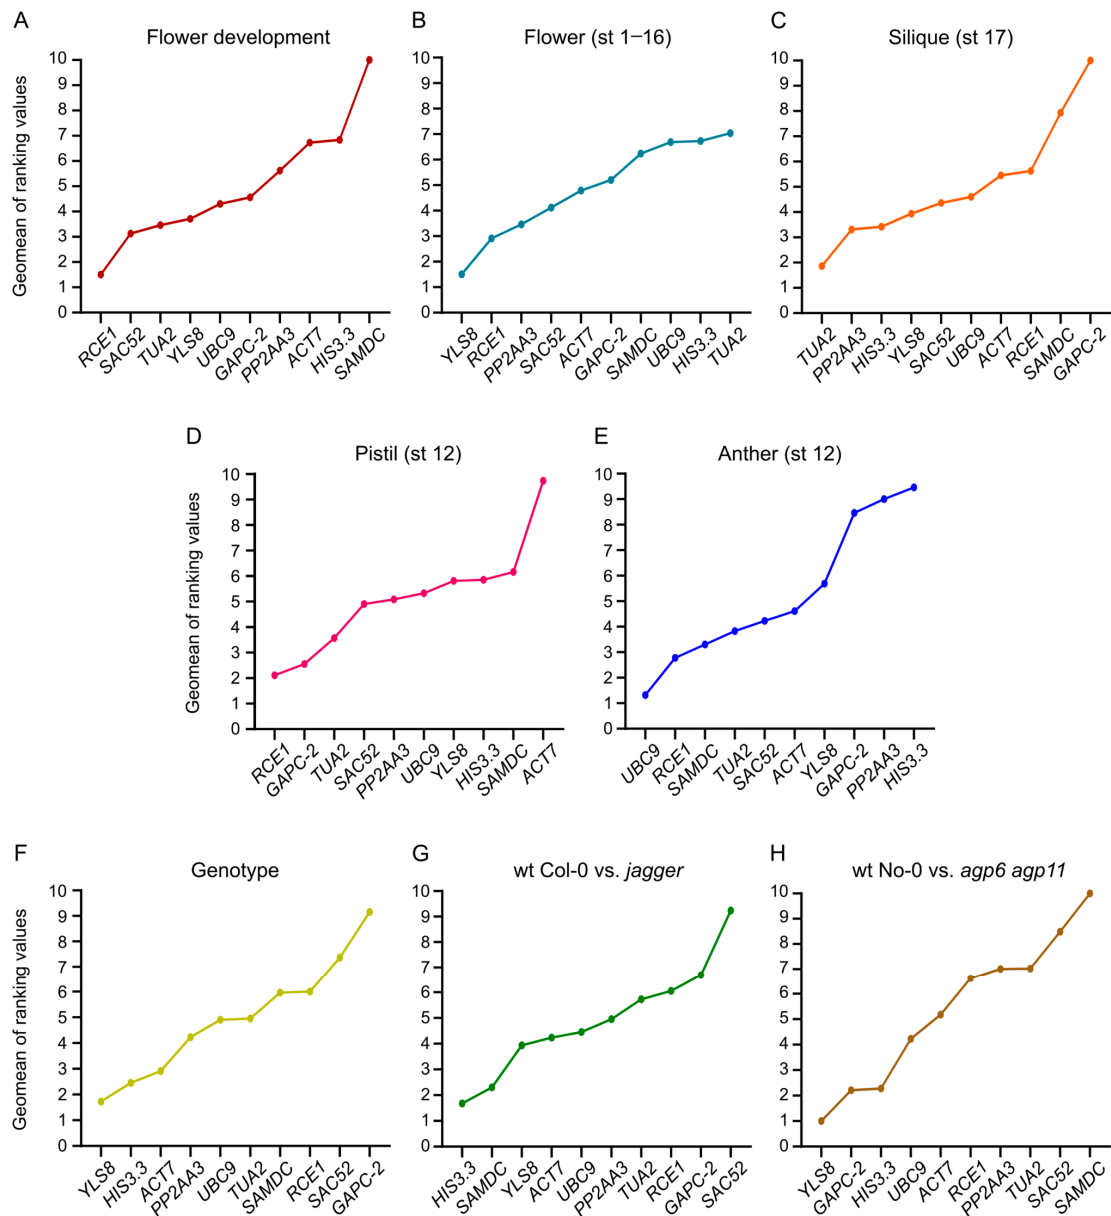 A
Flower development
Geomean of ranking values
10
9
8
7
6
5
4
3
2
1
0
RCE1
SAC52
TUA2
YLS8
UBC9
GAPC-2
PP2AA3
ACT7
HIS3.3
SAMDC
B
Flower (st 1–16)
10
9
8
7
6
5
4
3
2
1
0
YLS8
RCE1
PP2AA3
SAC52
ACT7
GAPC-2
SAMDC
UBC9
HIS3.3
TUA2
C
Silique (st 17)
10
9
8
7
6
5
4
3
2
1
0
TUA2
PP2AA3
HIS3.3
YLS8
SAC52
UBC9
ACT7
RCE1
SAMDC
GAPC-2
D
Pistil (st 12)
Geomean of ranking values
10
9
8
7
6
5
4
3
2
1
0
RCE1
GAPC-2
TUA2
SAC52
PP2AA3
UBC9
YLS8
HIS3.3
SAMDC
ACT7
E
Anther (st 12)
10
9
8
7
6
5
4
3
2
1
0
UBC9
RCE1
SAMDC
TUA2
SAC52
ACT7
YLS8
GAPC-2
PP2AA3
HIS3.3
F
Genotype
Geomean of ranking values
10
9
8
7
6
5
4
3
2
1
0
YLS8
HIS3.3
ACT7
PP2AA3
UBC9
TUA2
SAMDC
RCE1
SAC52
GAPC-2
G
wt Col-0 vs. jagger
10
9
8
7
6
5
4
3
2
1
0
HIS3.3
SAMDC
YLS8
ACT7
UBC9
PP2AA3
TUA2
RCE1
GAPC-2
SAC52
H
wt No-0 vs. agp6 agp11
10
9
8
7
6
5
4
3
2
1
0
YLS8
GAPC-2
HIS3.3
UBC9
ACT7
RCE1
PP2AA3
TUA2
SAC52
SAMDC